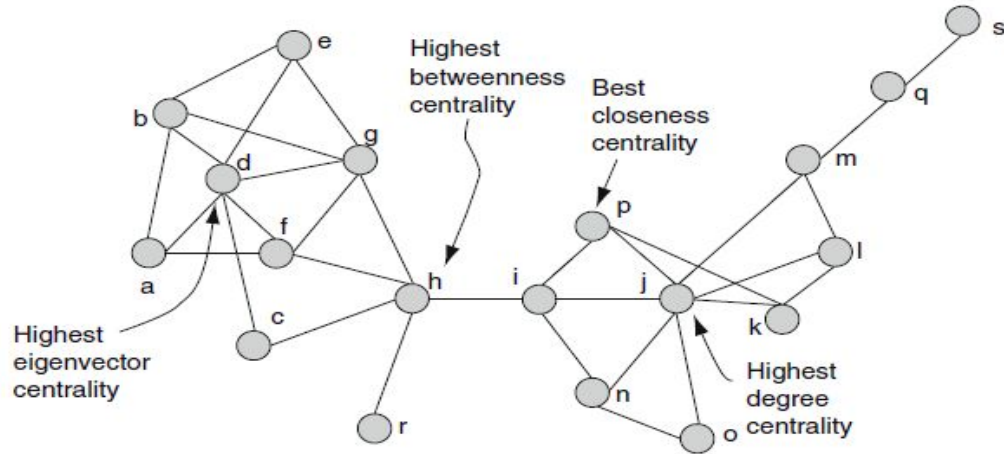 s
e
Highest
betweenness
centrality
q
Best
closeness
centrality
b
g
m
d
p
f
l
h
i
j
a
k
c
Highest
eigenvector
centrality
Highest
degree
centrality
n
r
o